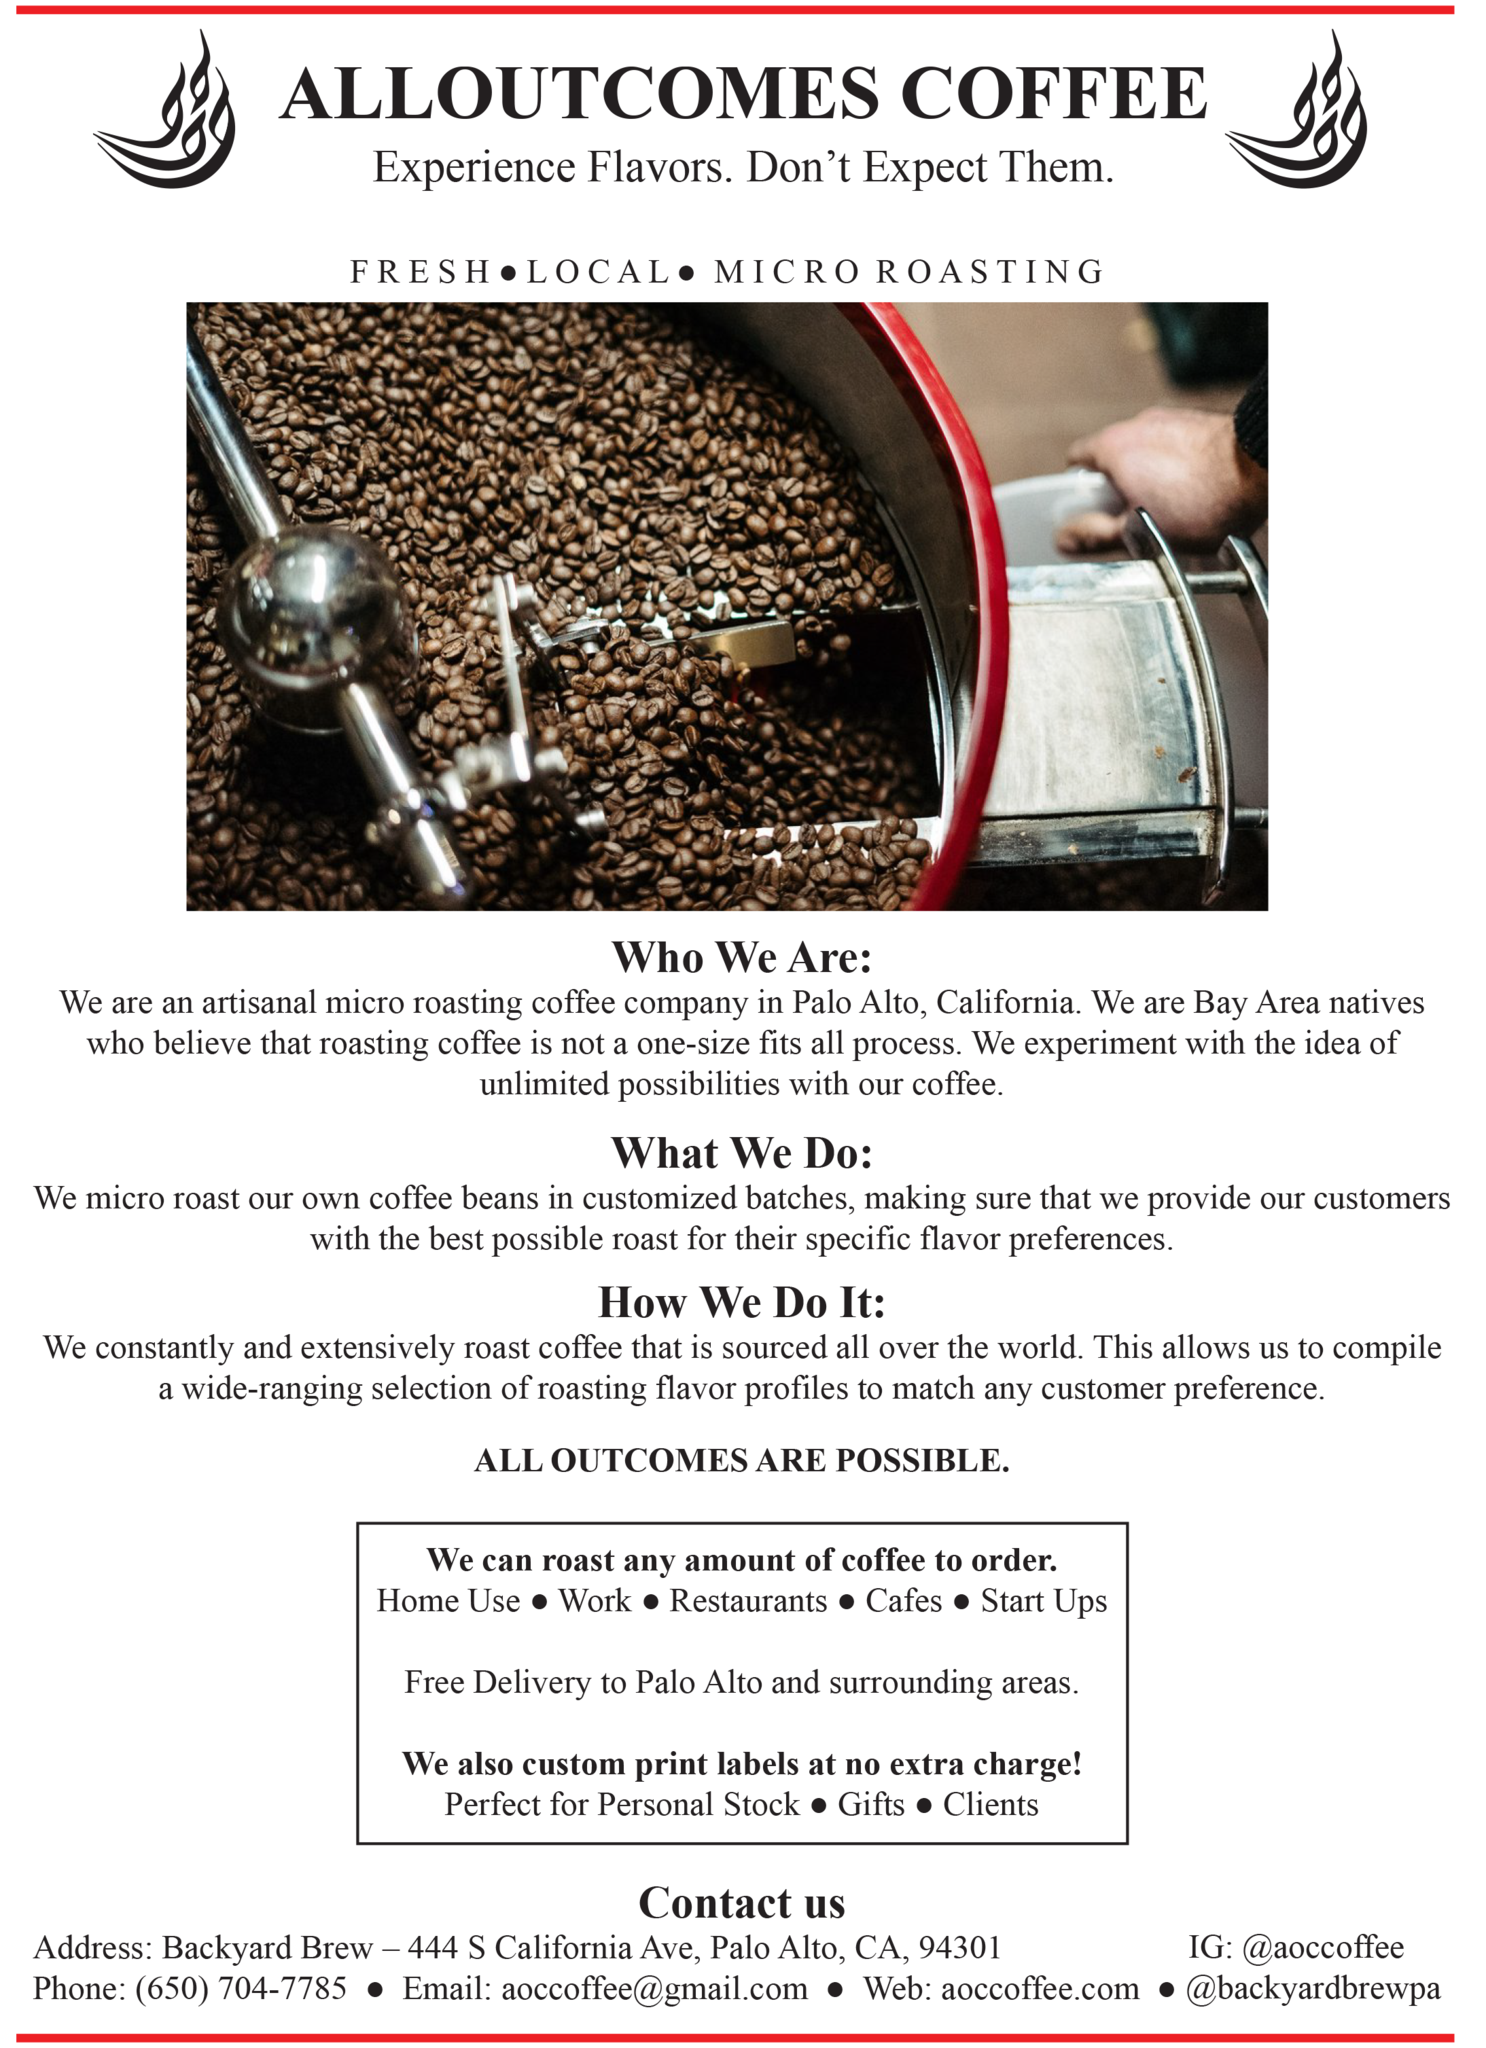 ALLOUTCOMES COFFEE
Experience Flavors. Don’t Expect Them.
FRESH●LOCAL● MICRO ROASTING
Who We Are:
We are an artisanal micro roasting coffee company in Palo Alto, California. We are Bay Area natives
who believe that roasting coffee is not a one-size fits all process. We experiment with the idea of
unlimited possibilities with our coffee.
What We Do:
We micro roast our own coffee beans in customized batches, making sure that we provide our customers
with the best possible roast for their specific flavor preferences.
How We Do It:
We constantly and extensively roast coffee that is sourced all over the world. This allows us to compile
a wide-ranging selection of roasting flavor profiles to match any customer preference.
ALL OUTCOMES ARE POSSIBLE.
We can roast any amount of coffee to order.
Home Use ● Work ● Restaurants ● Cafes ● Start Ups
Free Delivery to Palo Alto and surrounding areas.
We also custom print labels at no extra charge!
Perfect for Personal Stock ● Gifts ● Clients
Contact us
Address: Backyard Brew – 444 S California Ave, Palo Alto, CA, 94301 IG: @aoccoffee
Phone: (650) 704-7785 ● Email: aoccoffee@gmail.com ● Web: aoccoffee.com ● @backyardbrewpa